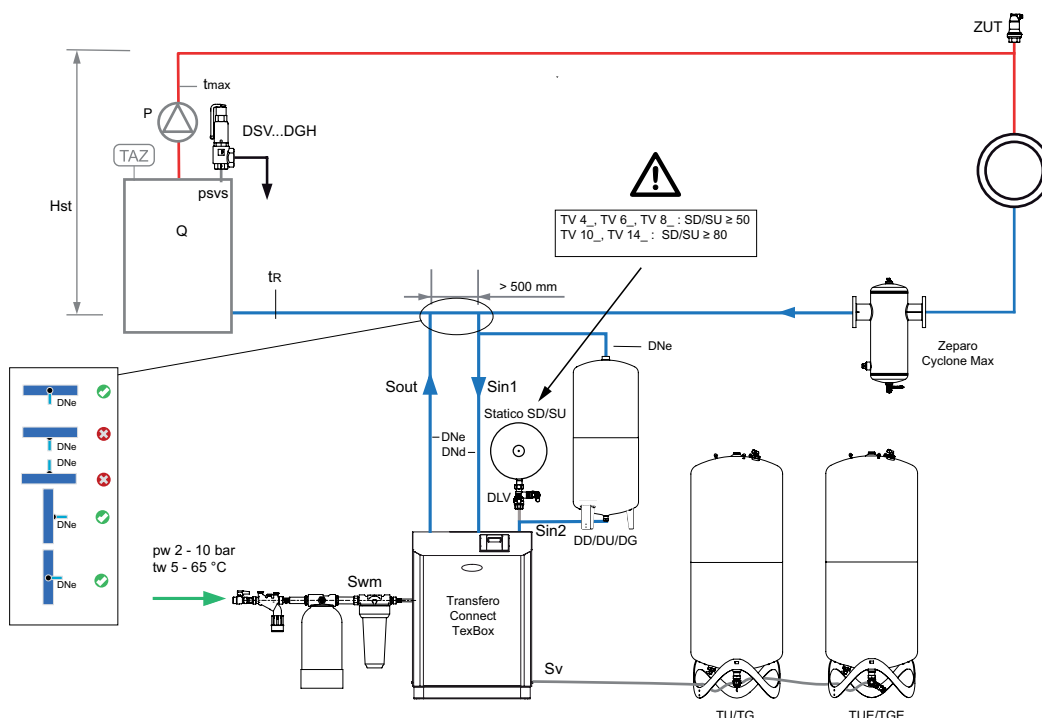 ZUT
tmax
P
DSV...DGH
TAZ
psvs
Hst
Q
TV 4_, TV 6_, TV 8_ : SD/SU ≥ 50
TV 10_, TV 14_ : SD/SU ≥ 80
tR
> 500 mm
DNe
Zeparo
Cyclone Max
Sout
Sin1
Statico SD/SU
DNe
DNd
DNe
DNe
DNe
DNe
DNe
DLV
Sin2
DD/DU/DG
pw 2 - 10 bar
tw 5 - 65 °C
Swm
Transfero
Connect
TexBox
Sv
TU/TG
TUE/TGE